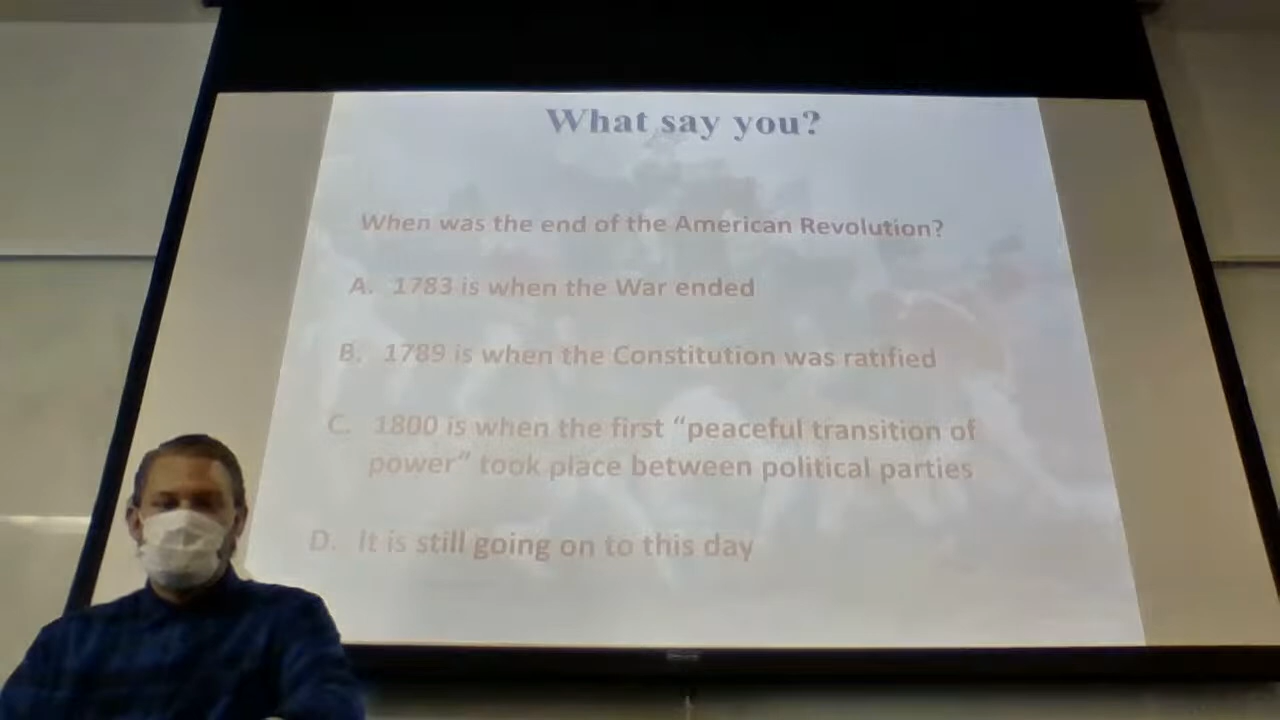 What say you?
When was the end of the American Revolution?
A. 1783 is when the War ended
B. 1789 is when the Constitution was ratified
C. 1800 is when the first “peaceful transition of
power” took place between political parties
D. It is still going on to this day